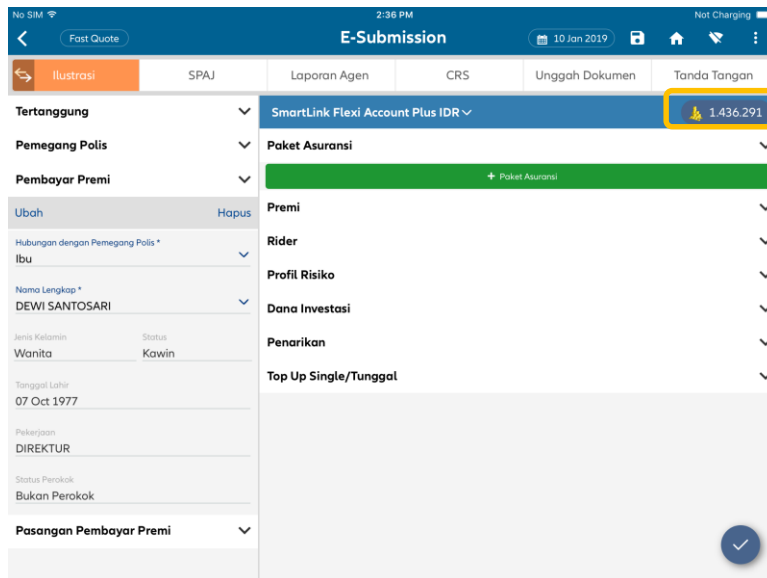 No SIM 2:36 PM Not Charging
Fast Quote E-Submission 10 Jan 2019
Ilustrasi SPAJ Laporan Agen CRS Unggah Dokumen Tanda Tangan
Tertanggung
Pemegang Polis
Pembayar Premi
Ubah Hapus
Hubungan dengan Pemegang Polis *
Ibu
Nama Lengkap *
DEWI SANTOSARI
Jenis Kelamin Status
Wanita Kawin
Tanggal Lahir
07 Oct 1977
Pekerjaan
DIREKTUR
Status Perokok
Bukan Perokok
Pasangan Pembayar Premi
SmartLink Flexi Account Plus IDR 1.436.291
Paket Asuransi
+ Paket Asuransi
Premi
Rider
Profil Risiko
Dana Investasi
Penarikan
Top Up Single/Tunggal